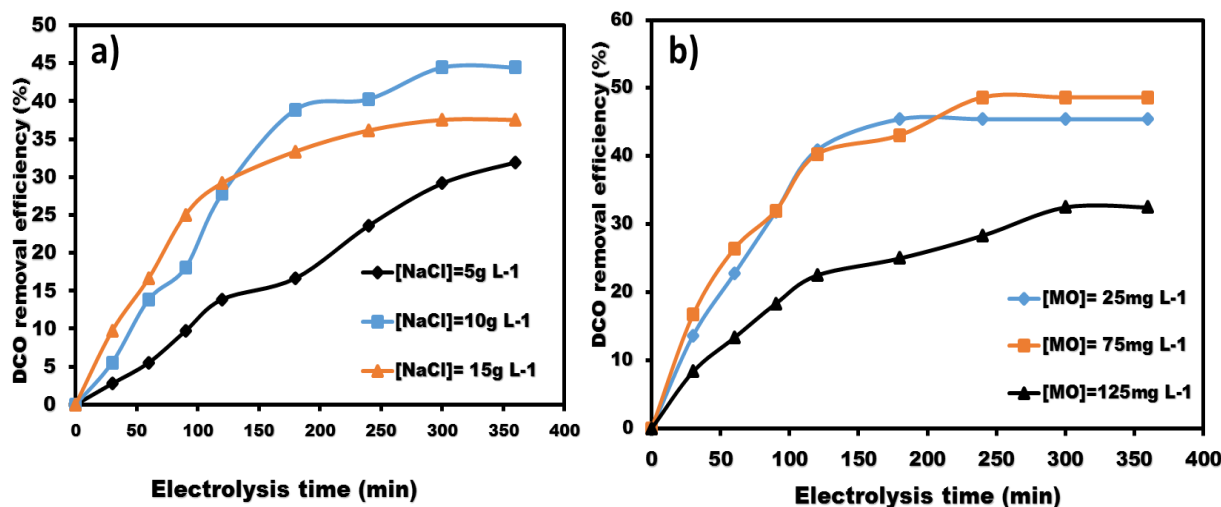 a)
DCO removal efficiency (%)
50
45
40
35
30
25
20
15
10
5
0
0 50 100 150 200 250 300 350 400
Electrolysis time (min)
[NaCl]=5g L-1
[NaCl]=10g L-1
[NaCl]= 15g L-1
b)
DCO removal efficiency (%)
60
50
40
30
20
10
0
0 50 100 150 200 250 300 350 400
Electrolysis time (min)
[MO]= 25mg L-1
[MO]= 75mg L-1
[MO]=125mg L-1